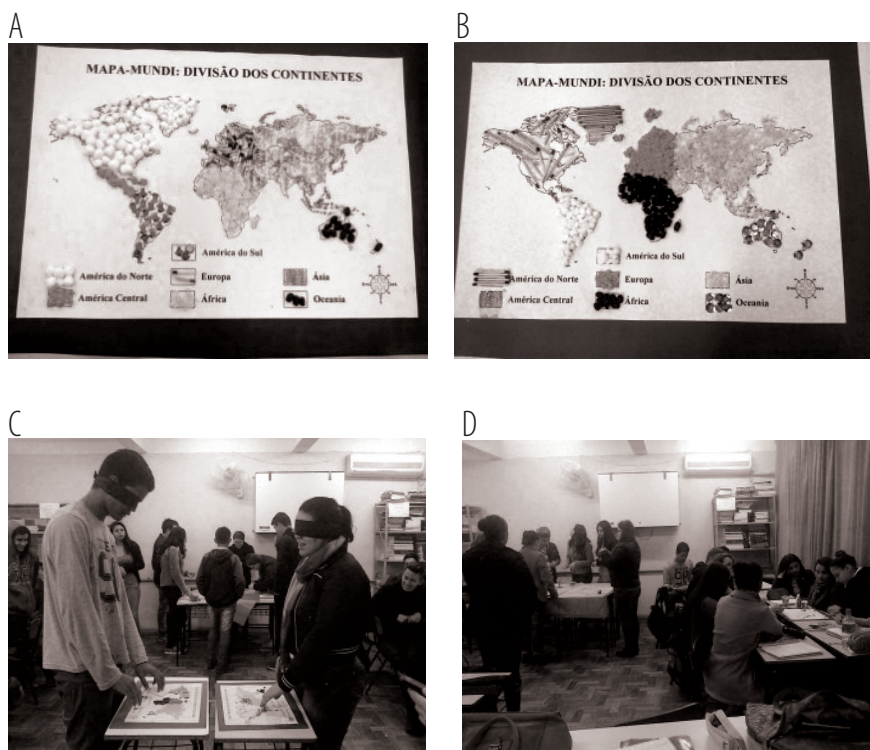 A
MAPA-MUNDI: DIVISÃO DOS CONTINENTES
América do Sul
América do Norte
Europa
Ásia
América Central
África
Oceania
B
MAPA-MUNDI: DIVISÃO DOS CONTINENTES
América do Sul
América do Norte
Europa
Ásia
América Central
África
Oceania
C
D